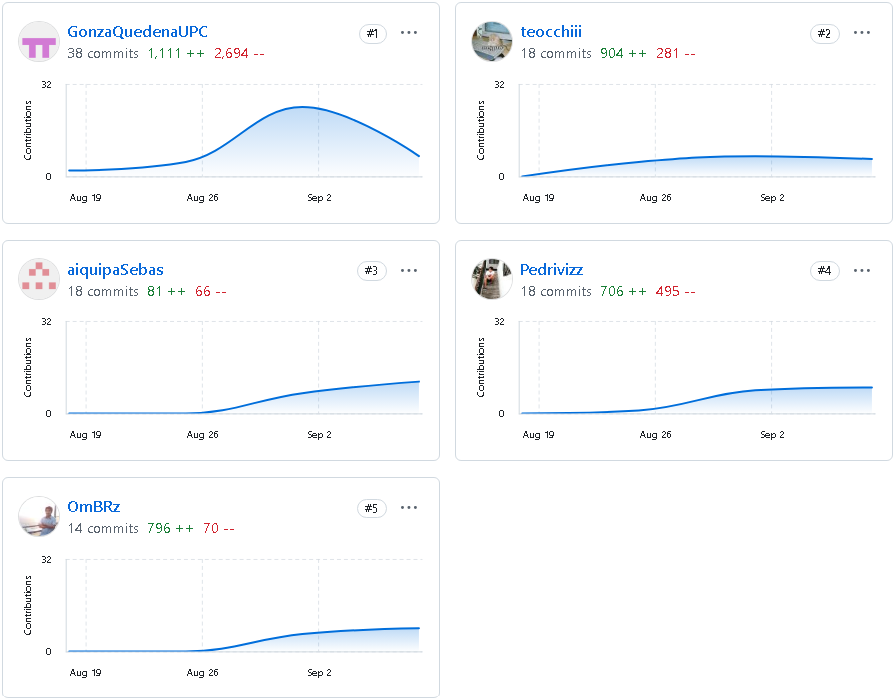 GonzaQuedenaUPC #1 ...
38 commits 1,111 ++ 2,694 --
32
Contributions
0
Aug 19 Aug 26 Sep 2
teocchiii #2 ...
18 commits 904 ++ 281 --
32
Contributions
0
Aug 19 Aug 26 Sep 2
aiquipaSebas #3 ...
18 commits 81 ++ 66 --
32
Contributions
0
Aug 19 Aug 26 Sep 2
Pedrivizz #4 ...
18 commits 706 ++ 495 --
32
Contributions
0
Aug 19 Aug 26 Sep 2
OmBRz #5 ...
14 commits 796 ++ 70 --
32
Contributions
0
Aug 19 Aug 26 Sep 2